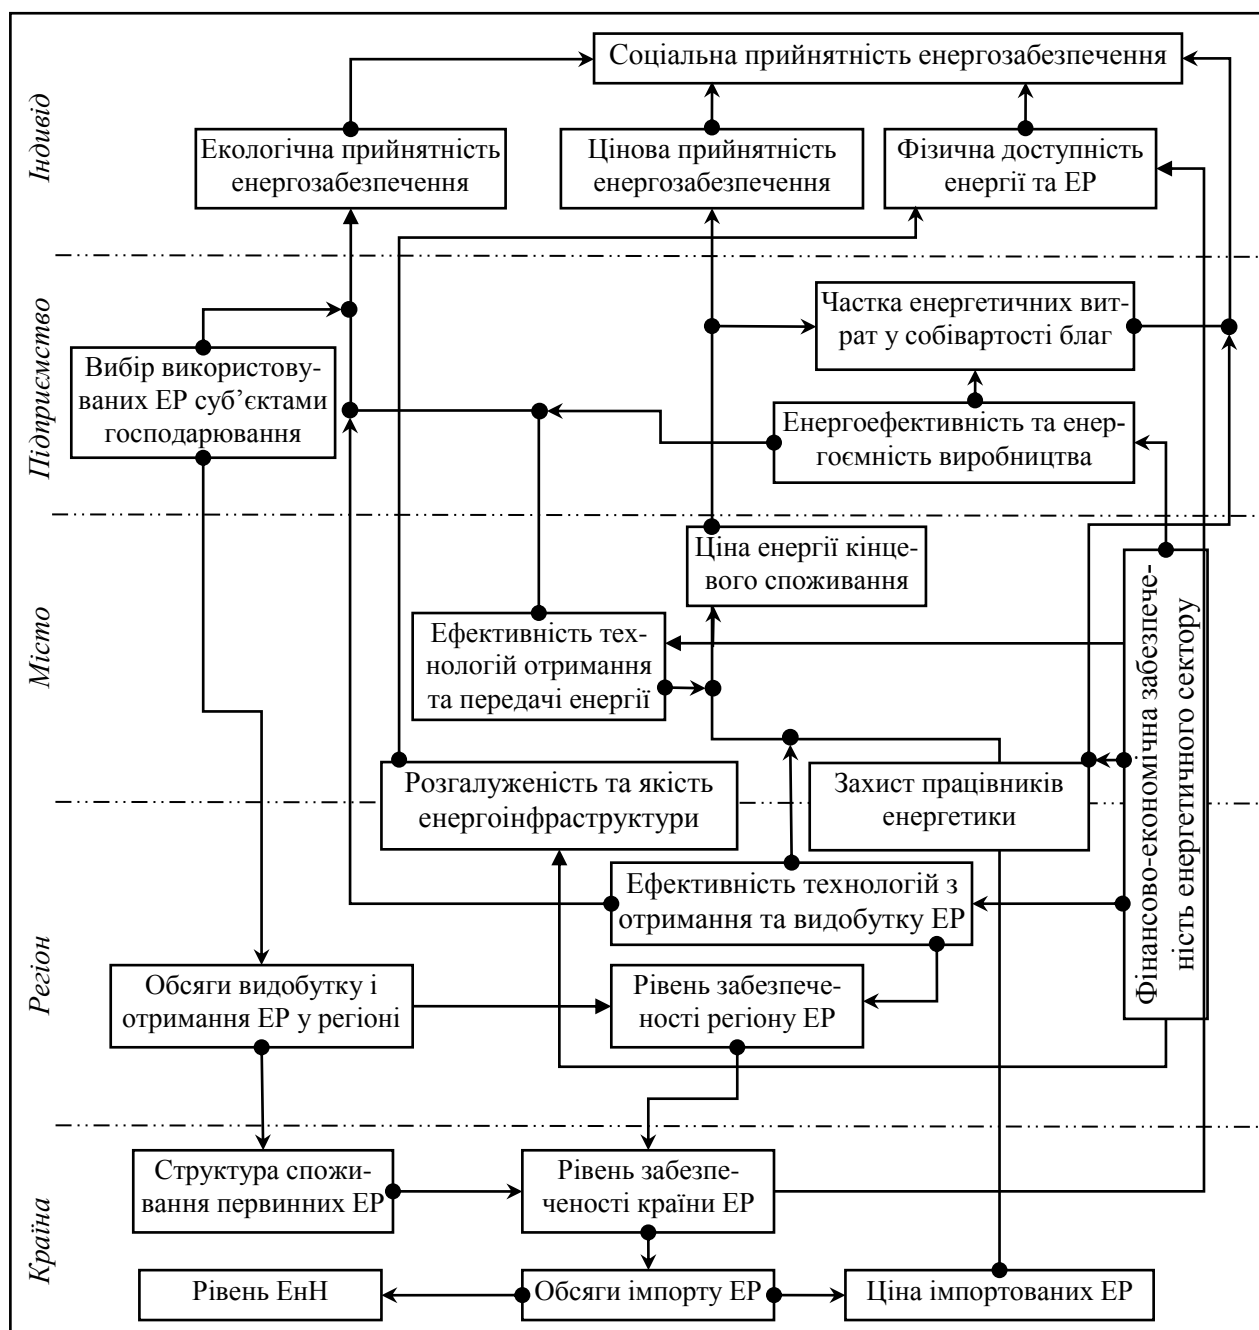 Індивід
Соціальна прийнятність енергозабезпечення
Екологічна прийнятність
енергозабезпечення
Цінова прийнятність
енергозабезпечення
Фізична доступність
енергії та ЕР
Підприємство
Частка енергетичних вит-
рат у собівартості благ
Вибір використову-
ваних ЕР суб’єктами
господарювання
Енергоефективність та енер-
гоємність виробництва
Місто
Ціна енергії кінце-
вого споживання
Ефективність тех-
нологій отримання
та передачі енергії
Фінансово-економічна забезпече-
ність енергетичного сектору
Розгалуженість та якість
енергоінфраструктури
Захист працівників
енергетики
Регіон
Ефективність технологій з
отримання та видобутку ЕР
Обсяги видобутку і
отримання ЕР у регіоні
Рівень забезпече-
ності регіону ЕР
Країна
Структура спожи-
вання первинних ЕР
Рівень забезпе-
ченості країни ЕР
Рівень ЕнН
Обсяги імпорту ЕР
Ціна імпортованих ЕР